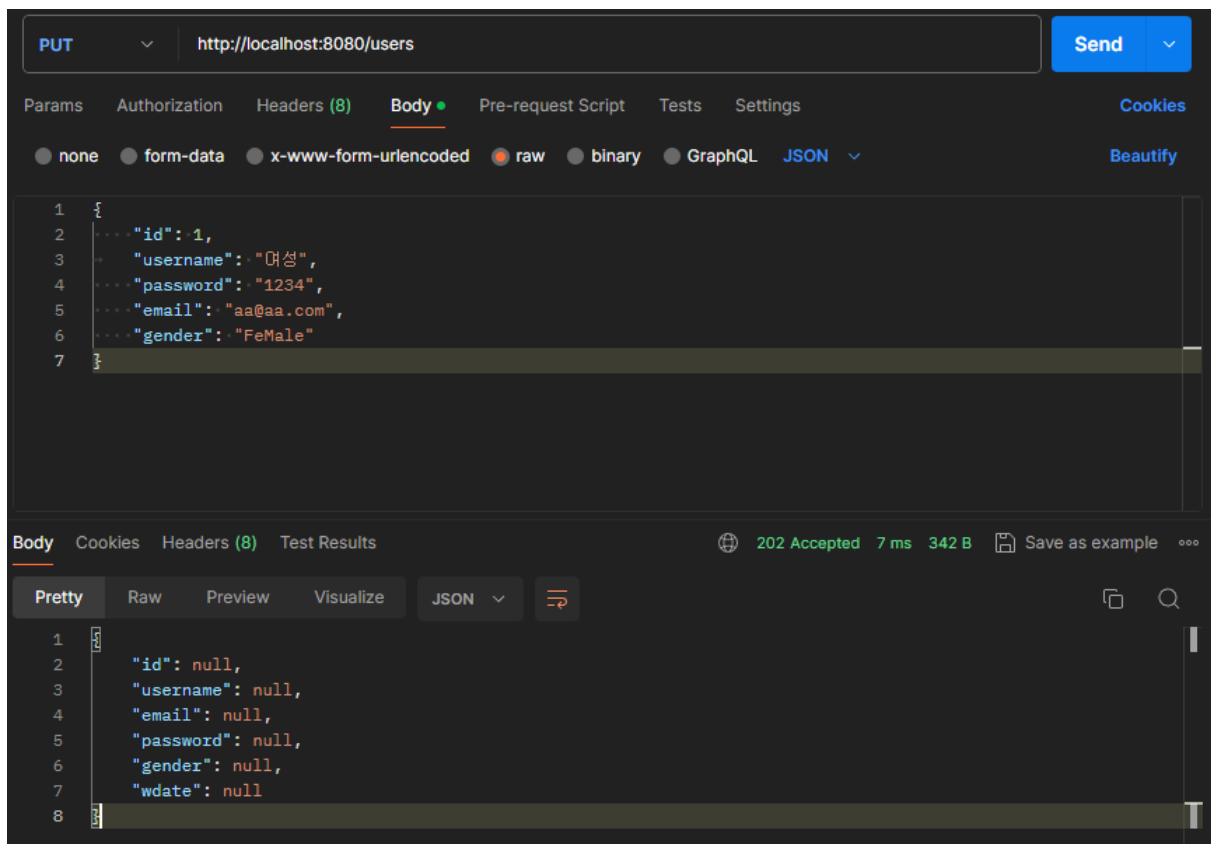 PUT http://localhost:8080/users Send
Params Authorization Headers (8) Body Pre-request Script Tests Settings Cookies
none form-data x-www-form-urlencoded raw binary GraphQL JSON Beautify
1 {
2 "id": 1,
3 "username": "여성",
4 "password": "1234",
5 "email": "aa@aa.com",
6 "gender": "FeMale"
7 }
Body Cookies Headers (8) Test Results 202 Accepted 7 ms 342 B Save as example
Pretty Raw Preview Visualize JSON
1 {
2 "id": null,
3 "username": null,
4 "email": null,
5 "password": null,
6 "gender": null,
7 "wdate": null
8 }